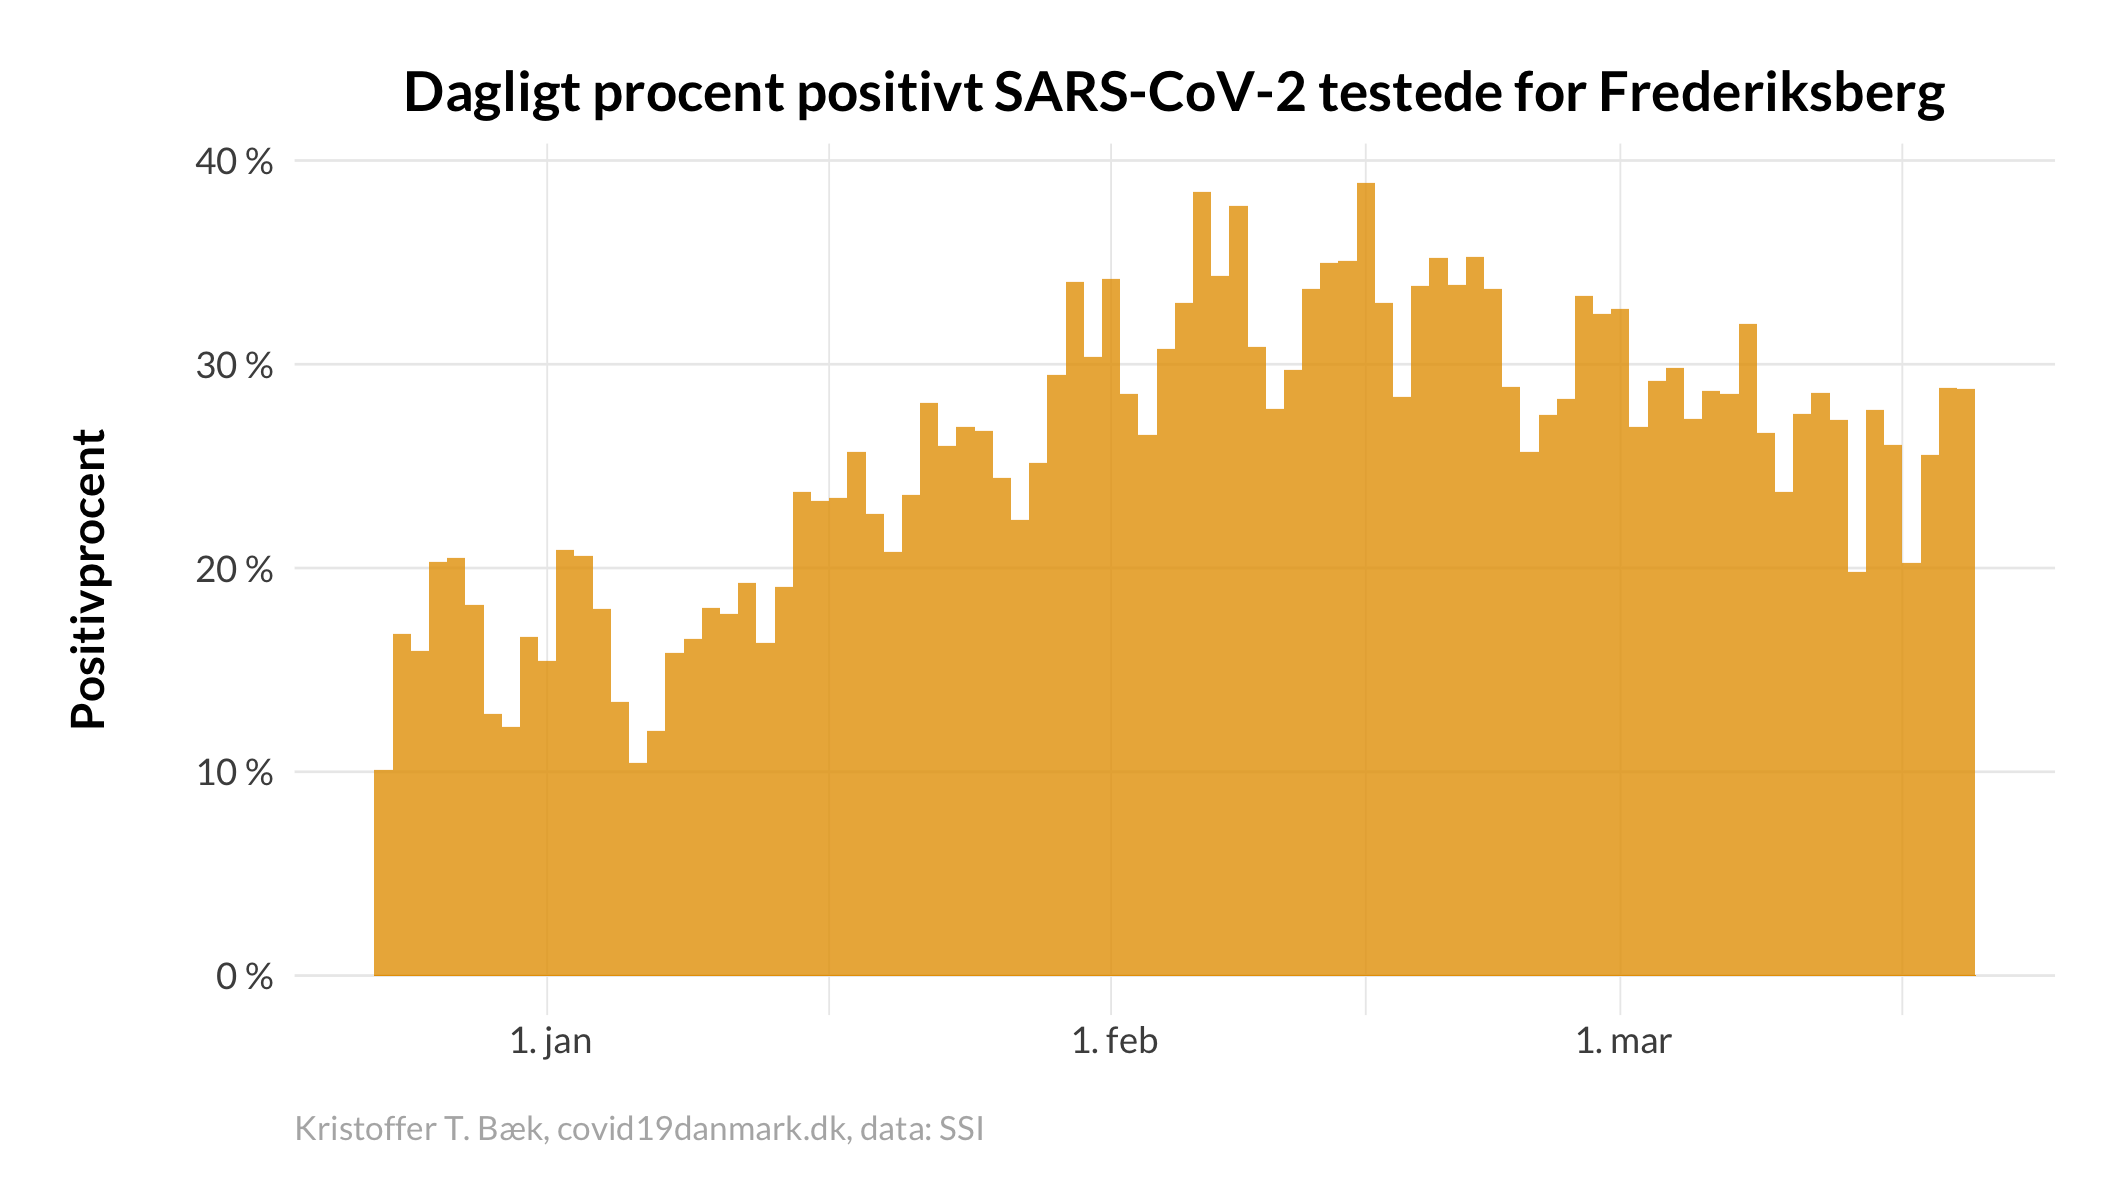 Dagligt procent positivt SARS-CoV-2 testede for Frederiksberg
40 %
30 %
20 %
10 %
0 %
Positivprocent
1. jan
1. feb
1. mar
Kristoffer T. Bæk, covid19danmark.dk, data: SSI